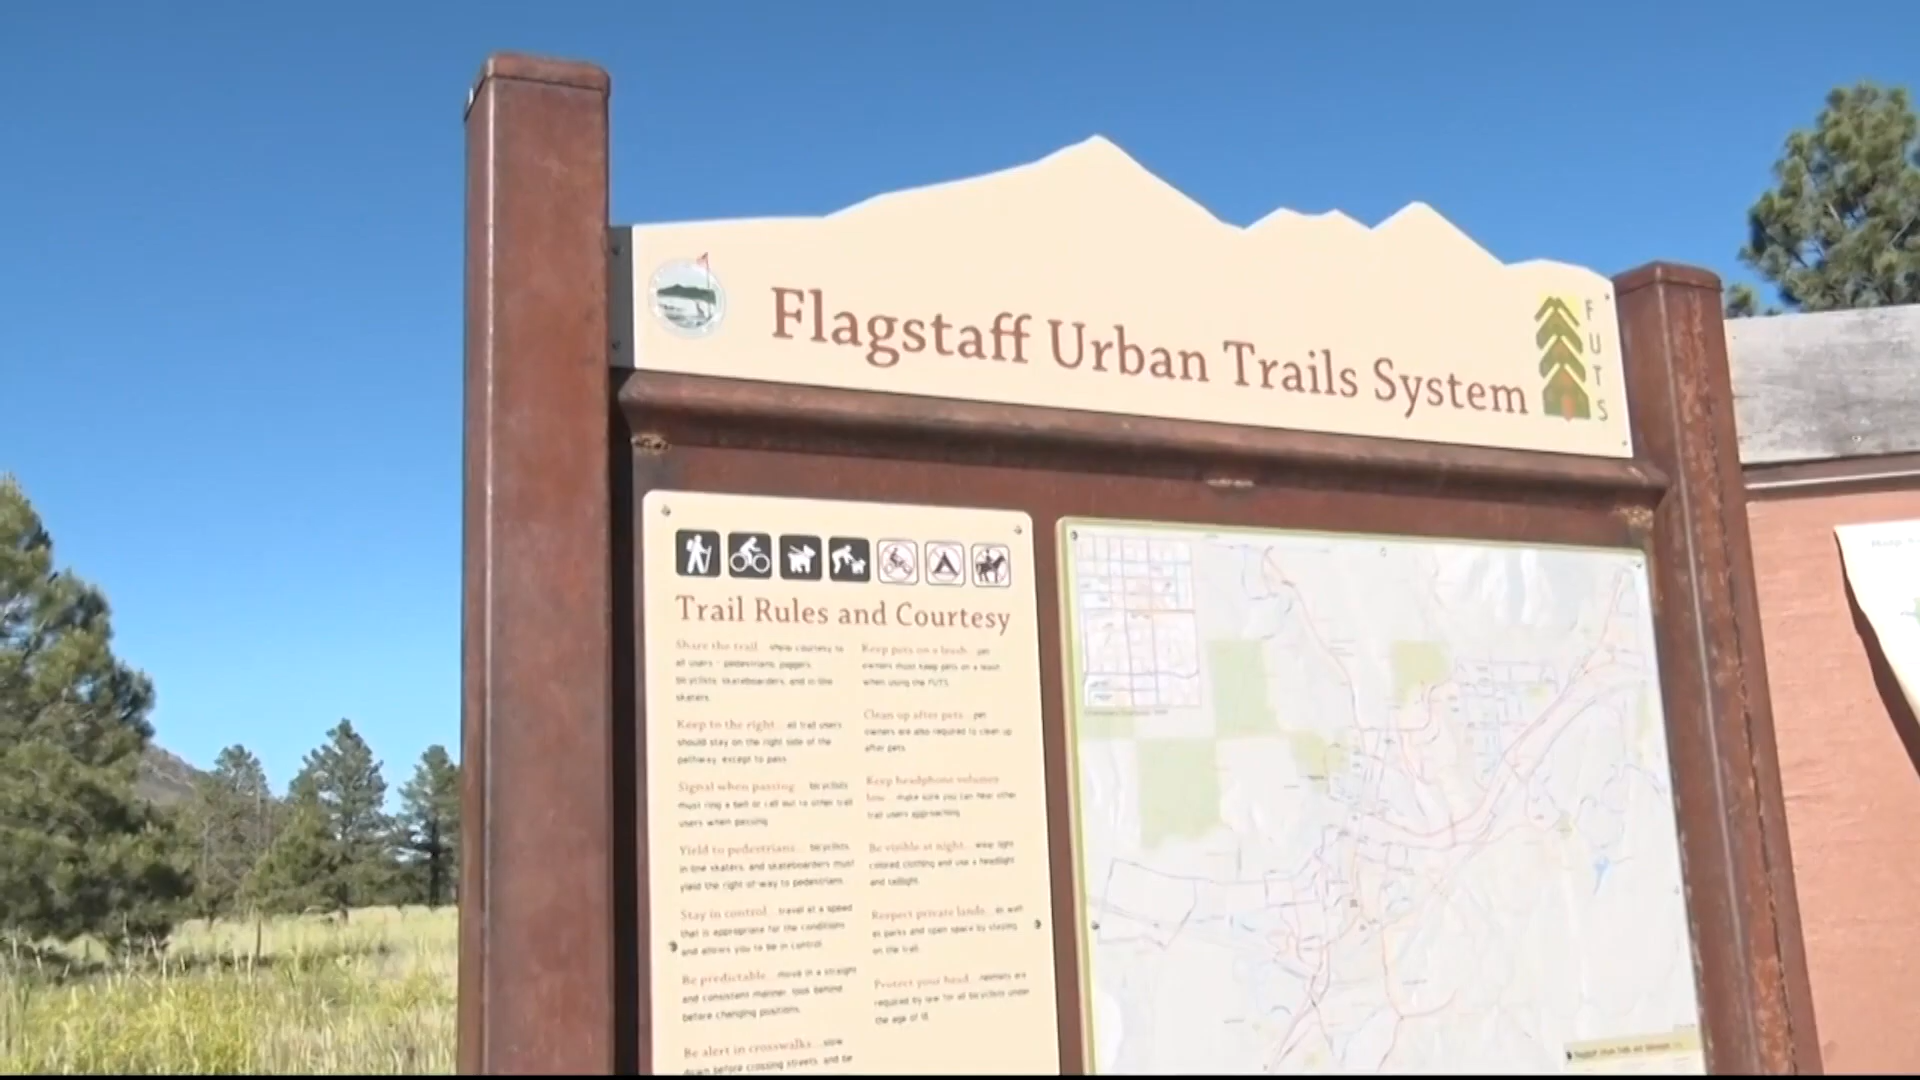 Flagstaff Urban Trails System
FUTS
Trail Rules and Courtesy
Share the trail... show courtesy to
all users - pedestrians, joggers,
bicyclists, skateboarders, and in-line
skaters.
Keep to the right... all trail users
should stay on the right side of the
pathway except to pass
Signal when passing... bicyclists
must ring a bell or call out to other trail
users when passing
Yield to pedestrians... bicyclists,
in-line skaters, and skateboarders must
yield the right-of-way to pedestrians
Stay in control... travel at a speed
that is appropriate for the conditions
and allows you to be in control
Be predictable... move in a straight
and consistent manner; look behind
before changing positions.
Be alert in crosswalks... slow
down before crossing streets, and be
Keep pets on a leash... pet
owners must keep pets on a leash
when using the FUTS
Clean up after pets... pet
owners are also required to clean up
after pets
Keep headphone volumes
low... make sure you can hear other
trail users approaching
Be visible at night... wear light
colored clothing and use a headlight
and taillight.
Respect private lands... as well
as parks and open space by staying
on the trail
Protect your head... helmets are
required by law for all bicyclists under
the age of 18.